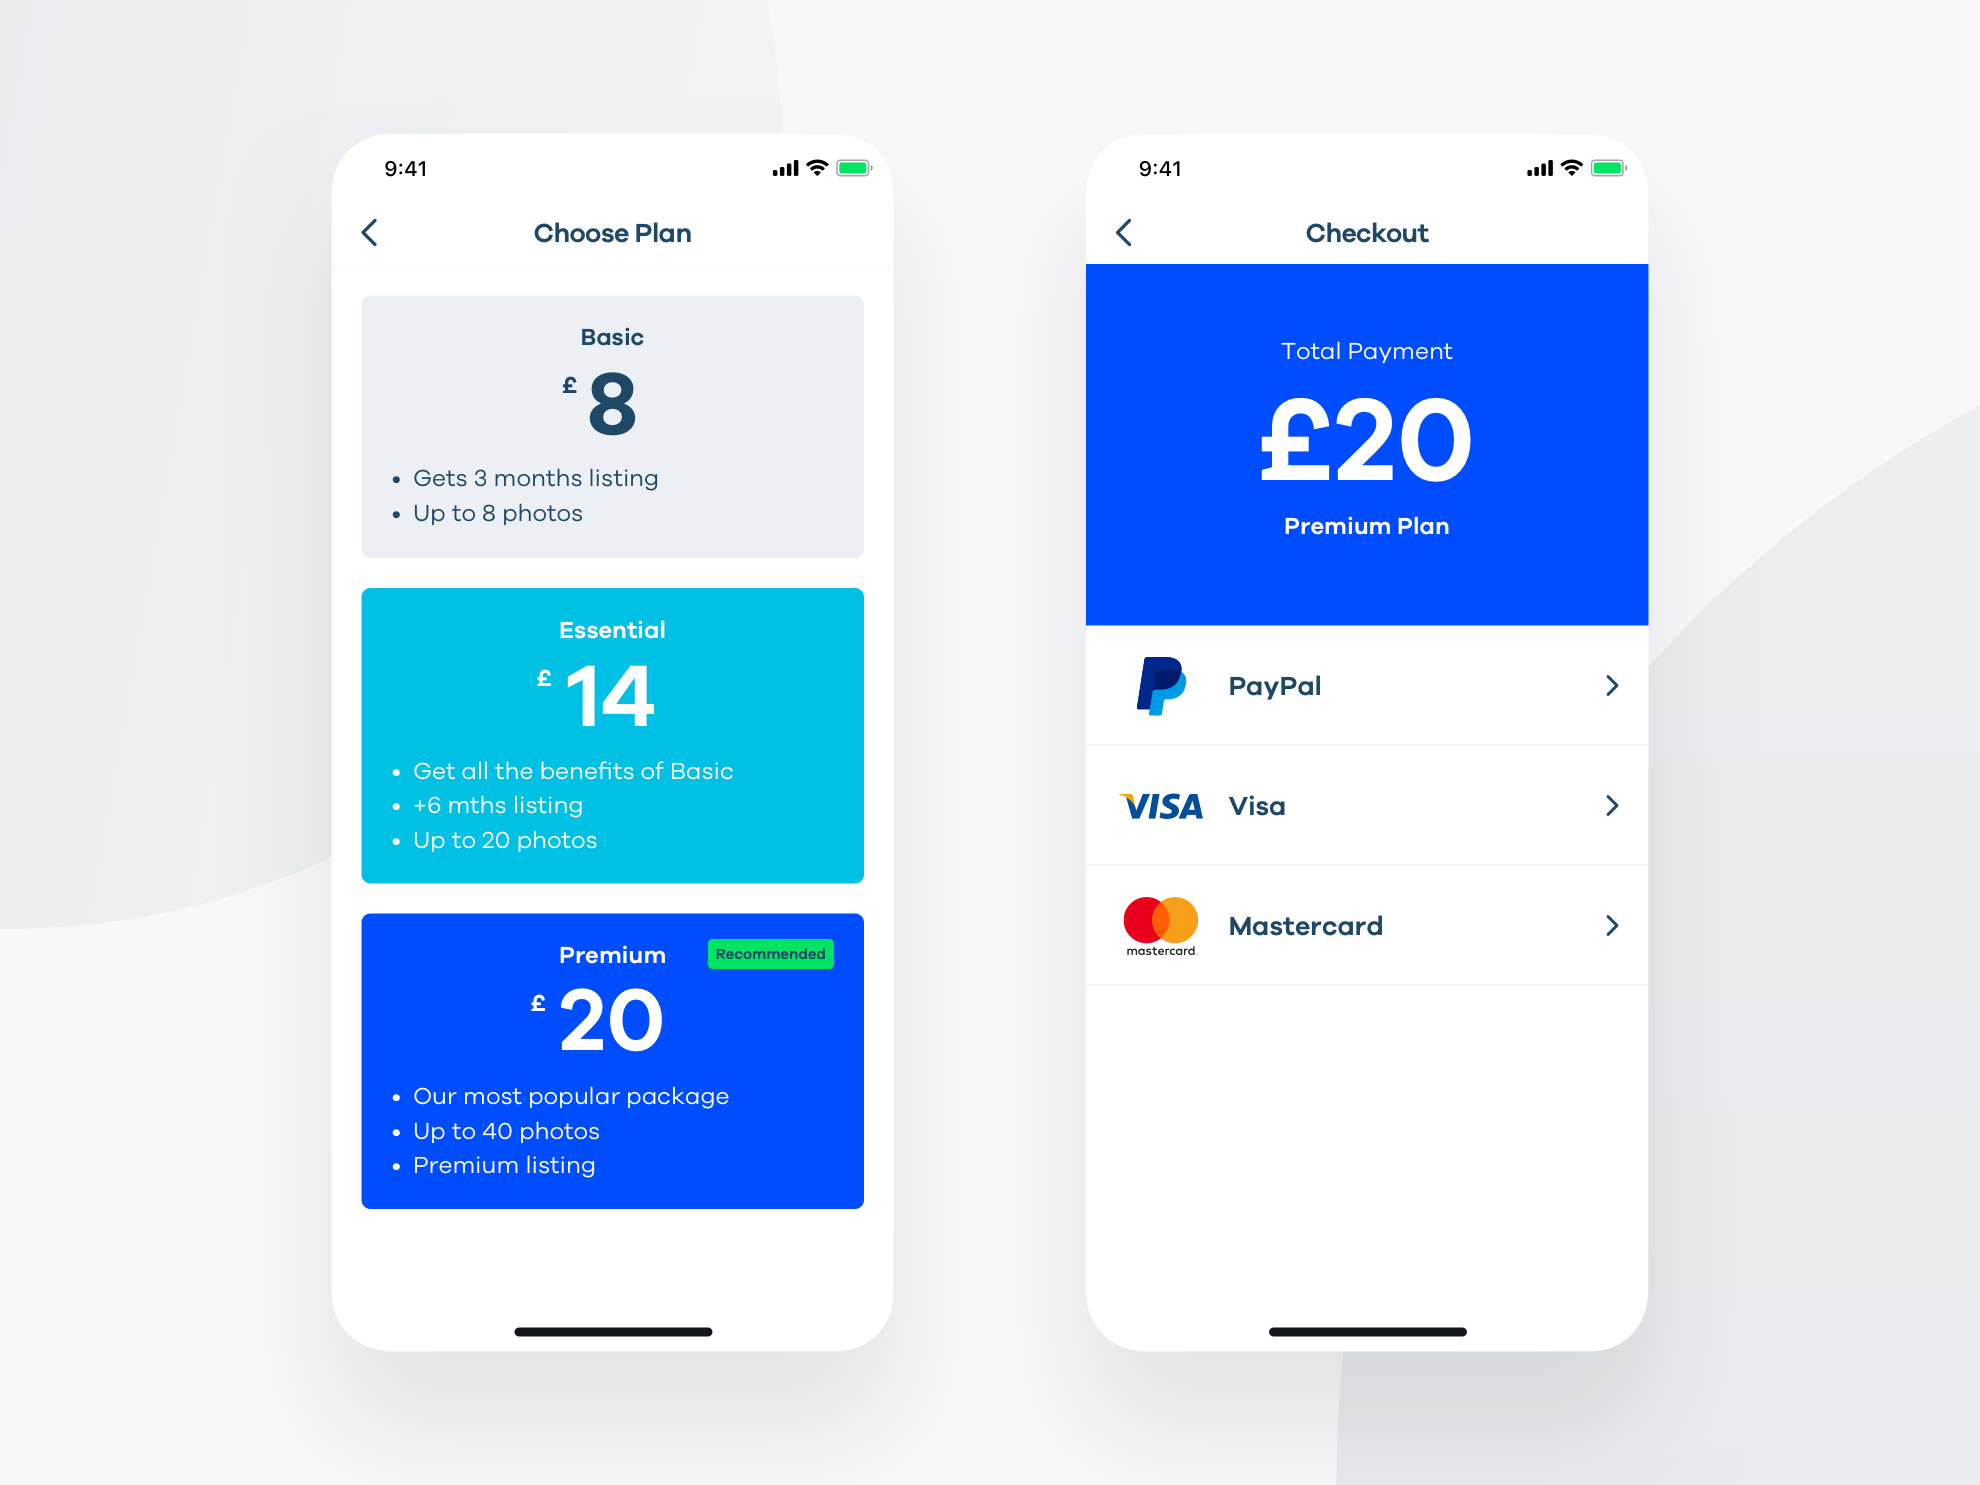 9:41
Choose Plan
Basic
£ 8
• Gets 3 months listing
• Up to 8 photos
Essential
£ 14
• Get all the benefits of Basic
• +6 mths listing
• Up to 20 photos
Premium
Recommended
£ 20
• Our most popular package
• Up to 40 photos
• Premium listing
9:41
Checkout
Total Payment
£20
Premium Plan
PayPal
VISA Visa
mastercard. Mastercard